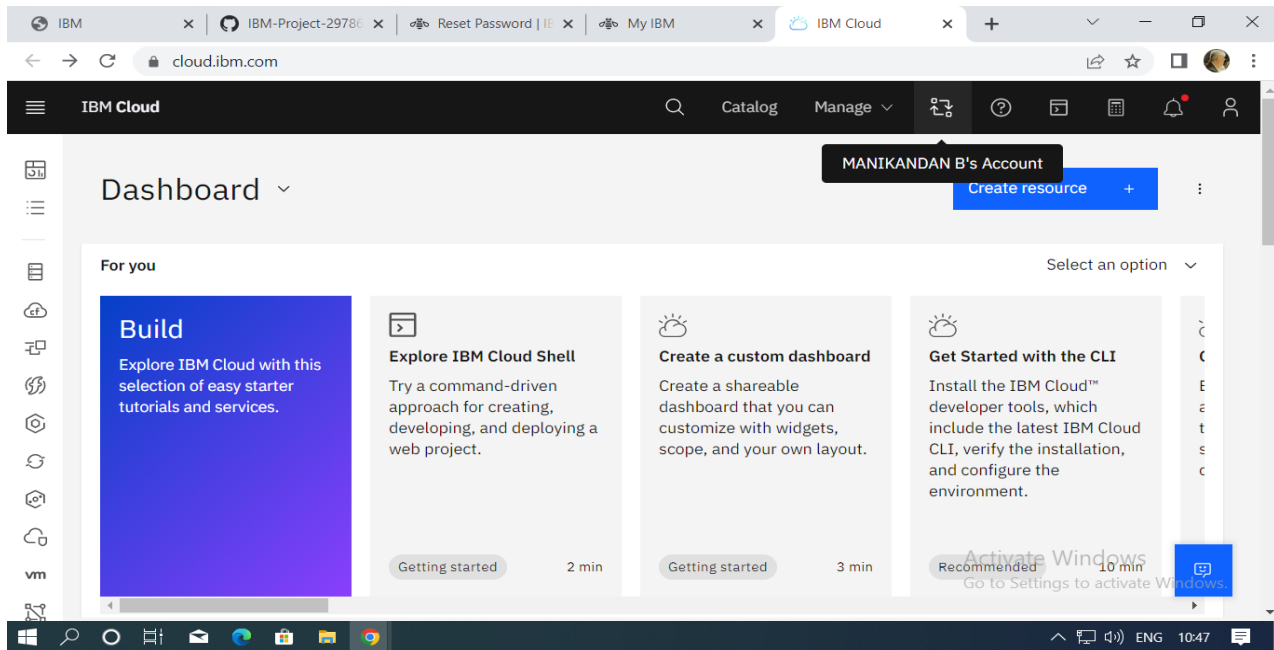 IBM
IBM-Project-29786
Reset Password | IE
My IBM
IBM Cloud
cloud.ibm.com
IBM Cloud
Catalog
Manage
MANIKANDAN B's Account
Dashboard
Create resource +
For you
Select an option
Build
Explore IBM Cloud with this
selection of easy starter
tutorials and services.
Explore IBM Cloud Shell
Try a command-driven
approach for creating,
developing, and deploying a
web project.
Getting started
2 min
Create a custom dashboard
Create a shareable
dashboard that you can
customize with widgets,
scope, and your own layout.
Getting started
3 min
Get Started with the CLI
Install the IBM Cloud™
developer tools, which
include the latest IBM Cloud
CLI, verify the installation,
and configure the
environment.
Recommended
10 min
cf
vm
Activate Windows
Go to Settings to activate Windows.
ENG
10:47